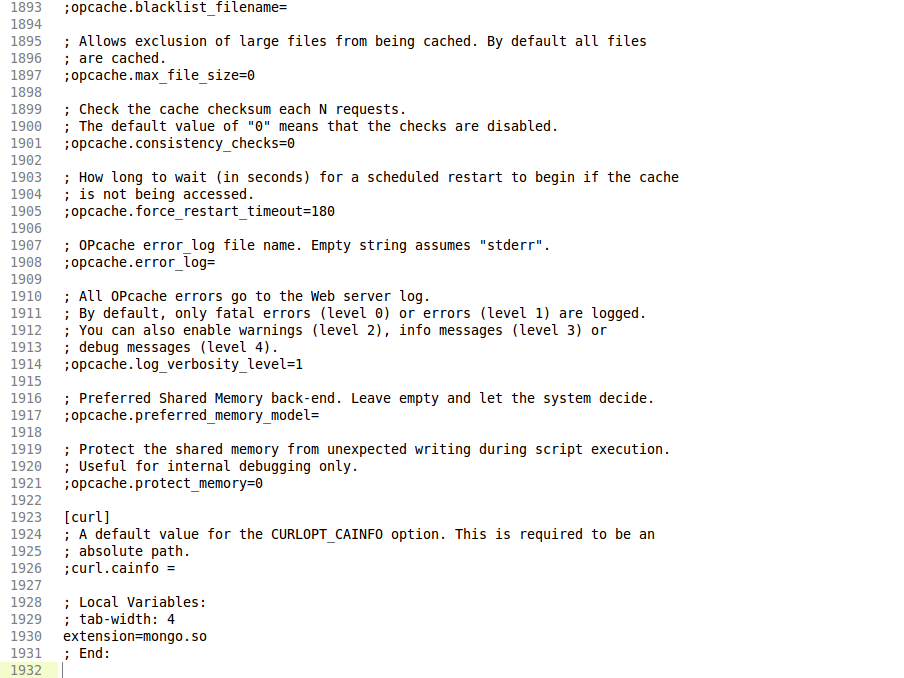 1893 ;opcache.blacklist_filename=
1894
1895 ; Allows exclusion of large files from being cached. By default all files
1896 ; are cached.
1897 ;opcache.max_file_size=0
1898
1899 ; Check the cache checksum each N requests.
1900 ; The default value of "0" means that the checks are disabled.
1901 ;opcache.consistency_checks=0
1902
1903 ; How long to wait (in seconds) for a scheduled restart to begin if the cache
1904 ; is not being accessed.
1905 ;opcache.force_restart_timeout=180
1906
1907 ; OPcache error_log file name. Empty string assumes "stderr".
1908 ;opcache.error_log=
1909
1910 ; All OPcache errors go to the Web server log.
1911 ; By default, only fatal errors (level 0) or errors (level 1) are logged.
1912 ; You can also enable warnings (level 2), info messages (level 3) or
1913 ; debug messages (level 4).
1914 ;opcache.log_verbosity_level=1
1915
1916 ; Preferred Shared Memory back-end. Leave empty and let the system decide.
1917 ;opcache.preferred_memory_model=
1918
1919 ; Protect the shared memory from unexpected writing during script execution.
1920 ; Useful for internal debugging only.
1921 ;opcache.protect_memory=0
1922
1923 [curl]
1924 ; A default value for the CURLOPT_CAINFO option. This is required to be an
1925 ; absolute path.
1926 ;curl.cainfo =
1927
1928 ; Local Variables:
1929 ; tab-width: 4
1930 extension=mongo.so
1931 ; End:
1932